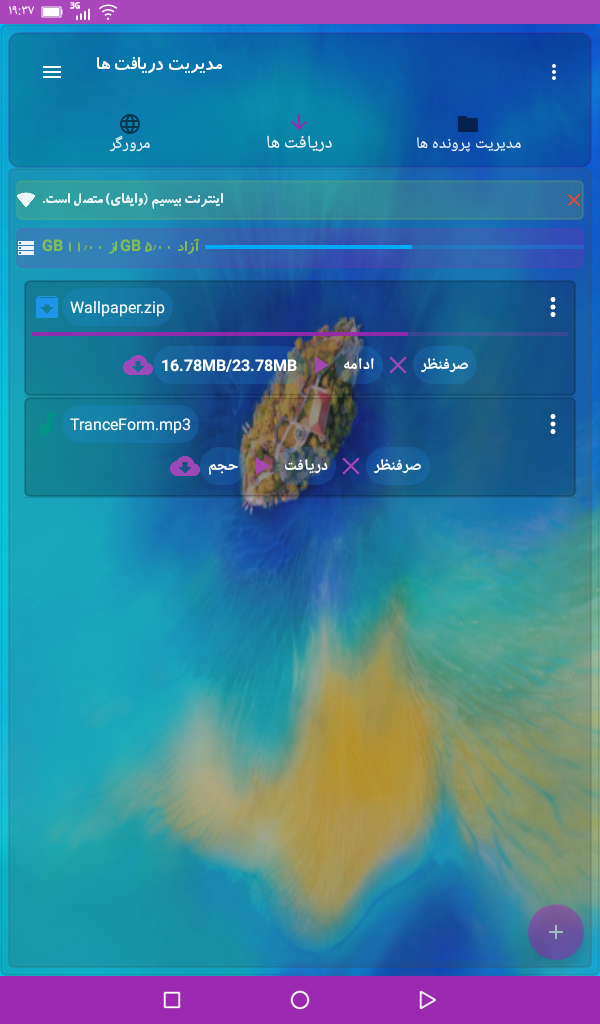 ۱۹:۳۷
3G
مدیریت دریافت ها
مرورگر
دریافت ها
مدیریت پرونده ها
اینترنت بیسیم (وایفای) متصل است.
آزاد ۵/۰۰ GB از ۱۱/۰۰ GB
Wallpaper.zip
16.78MB/23.78MB ادامه صرفنظر
TranceForm.mp3
حجم دریافت صرفنظر